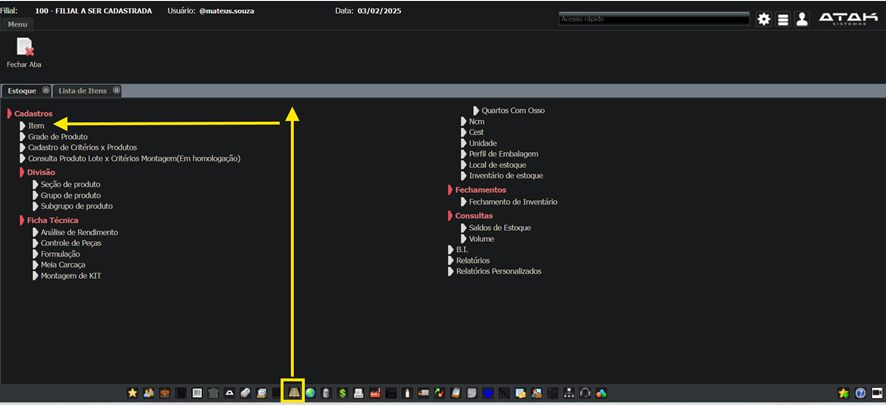 Filial: 100 - FILIAL A SER CADASTRADA Usuário: @mateus.souza Data: 03/02/2025
Acesso rápido
ATAK
SISTEMAS
Menu
Fechar Aba
Estoque
Lista de Itens
Cadastros
Item
Grade de Produto
Cadastro de Critérios x Produtos
Consulta Produto Lote x Critérios Montagem(Em homologação)
Divisão
Seção de produto
Grupo de produto
Subgrupo de produto
Ficha Técnica
Análise de Rendimento
Controle de Peças
Formulação
Meia Carcaça
Montagem de KIT
Quartos Com Osso
Ncm
Cest
Unidade
Perfil de Embalagem
Local de estoque
Inventário de estoque
Fechamentos
Fechamento de Inventário
Consultas
Saldos de Estoque
Volume
B.I.
Relatórios
Relatórios Personalizados